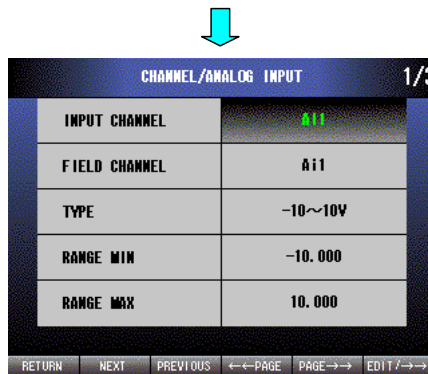 CHANNEL/ANALOG INPUT 1/3
INPUT CHANNEL Ai1
FIELD CHANNEL Ai1
TYPE -10～10V
RANGE MIN -10.000
RANGE MAX 10.000
RETURN NEXT PREVIOUS ←←PAGE PAGE→→ EDIT/→→